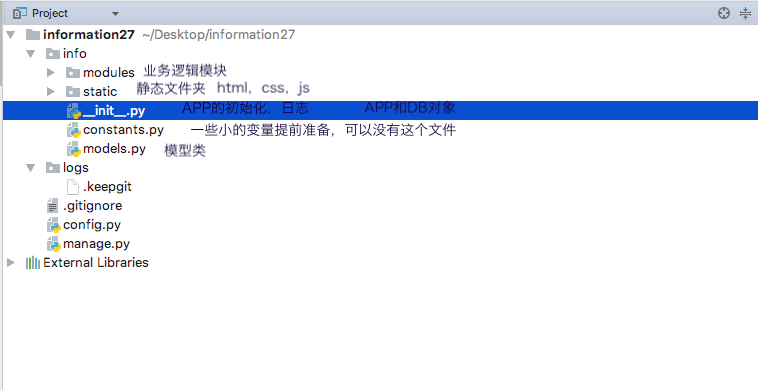 Project
information27 ~/Desktop/information27
info
modules 业务逻辑模块
static 静态文件夹 html，css，js
__init__.py APP的初始化、日志 APP和DB对象
constants.py 一些小的变量提前准备，可以没有这个文件
models.py 模型类
logs
.keepgit
.gitignore
config.py
manage.py
External Libraries